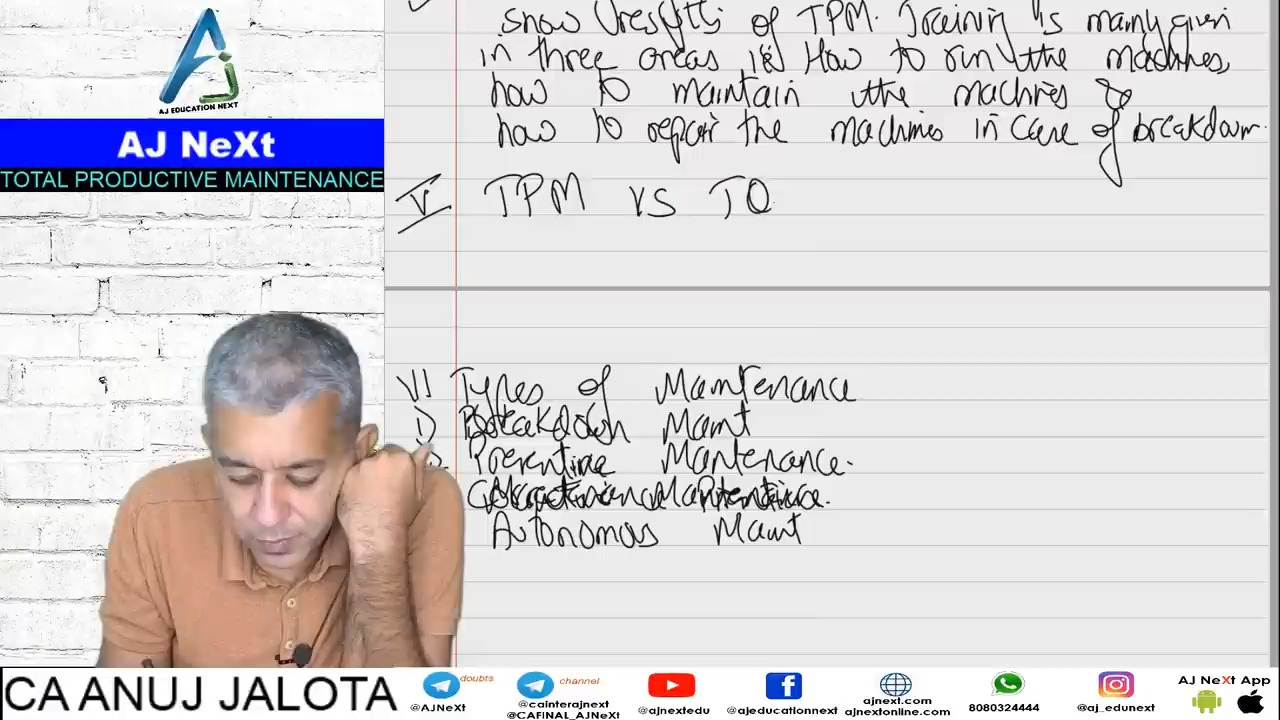 show results of TPM. Training is mainly given
in three areas ie How to run the machines,
how to maintain the machines &
how to repair the machines in case of breakdown.
V TPM VS TQ
VI Types of Maintenance
1) Breakdown Maint
Preventive Maintenance.
Autonomos Maint
AJ EDUCATION NEXT
AJ NeXt
TOTAL PRODUCTIVE MAINTENANCE
CA ANUJ JALOTA
doubts
@AJNeXt
channel
@cainterajnext
@CAFINAL_AJNeXt
@ajnextedu
@ajeducationnext
ajnext.com
ajnextonline.com
8080324444
@aj_edunext
AJ NeXt App